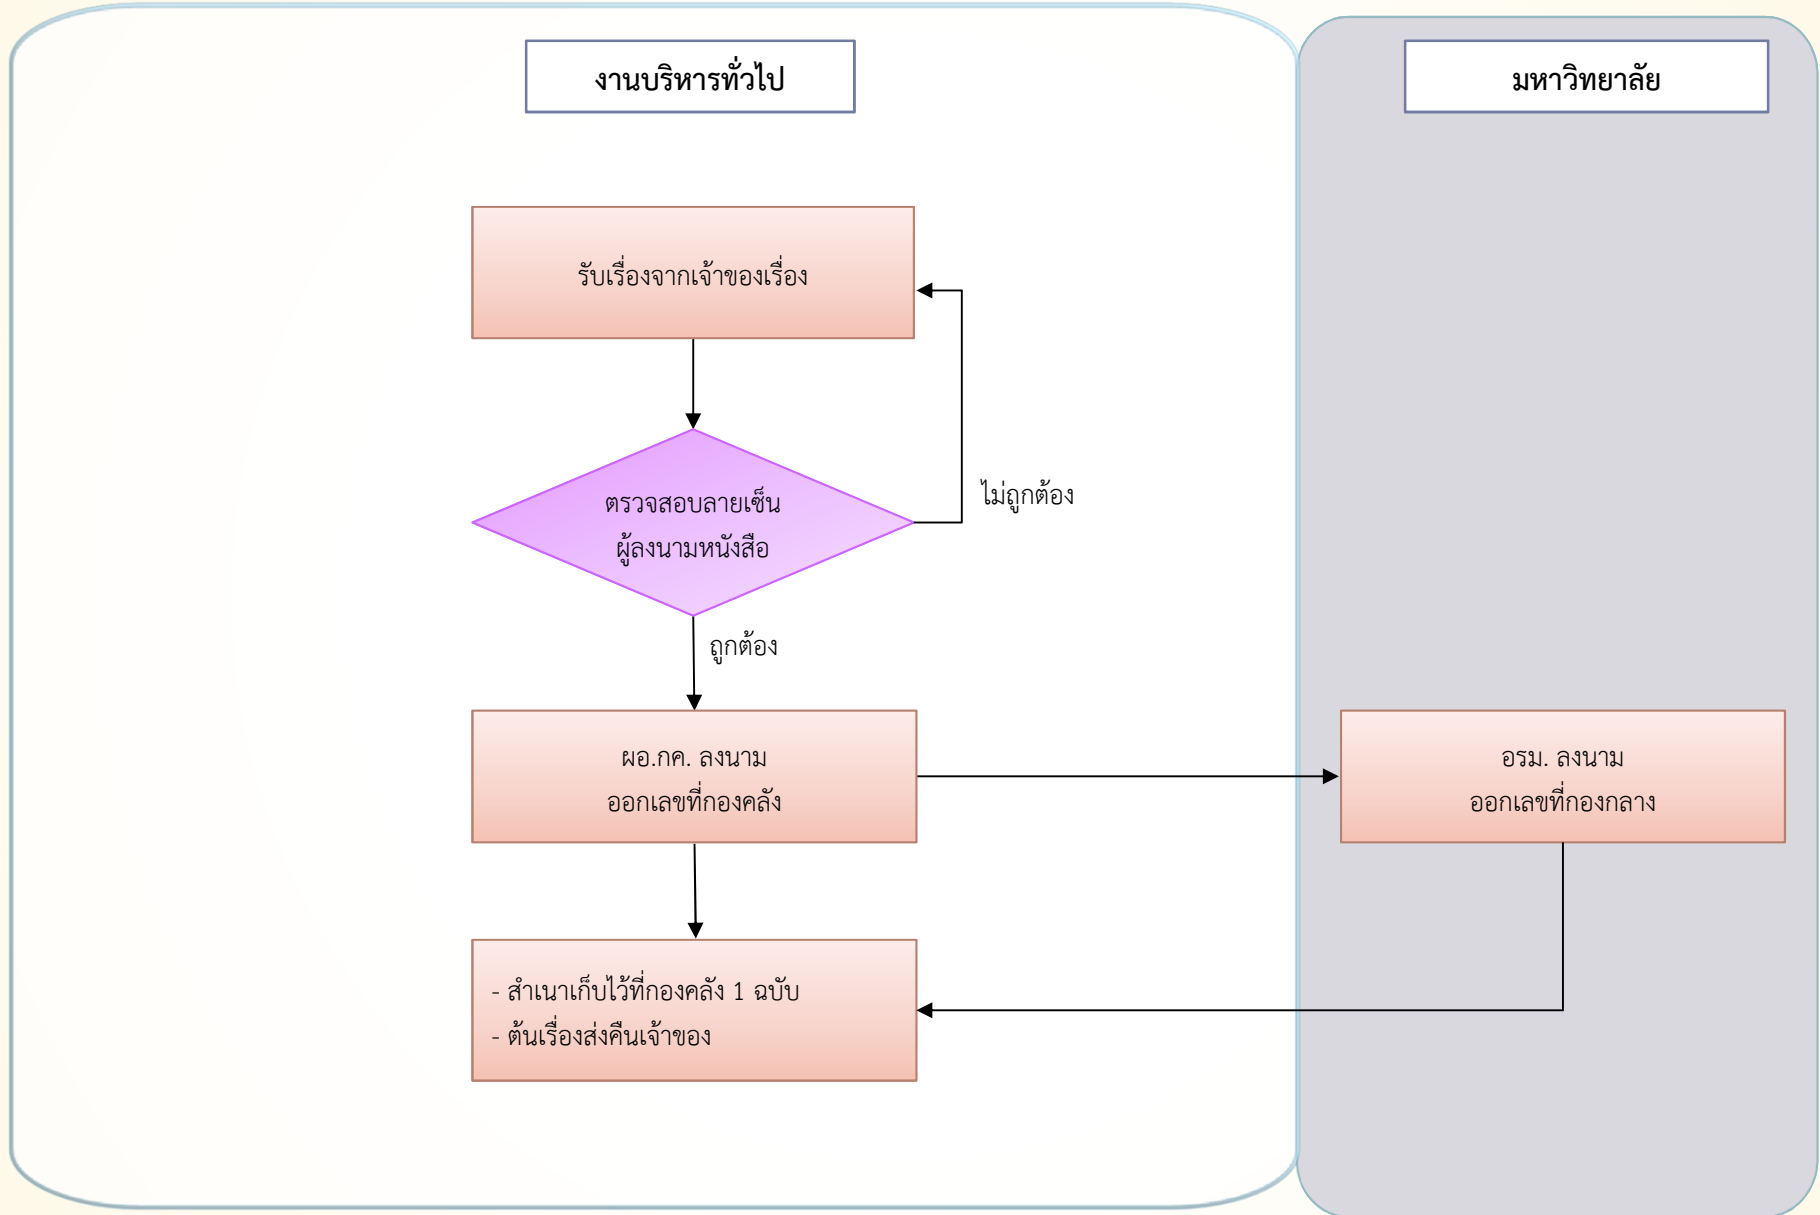 งานบริหารทั่วไป
มหาวิทยาลัย
รับเรื่องจากเจ้าของเรื่อง
ตรวจสอบลายเซ็น
ผู้ลงนามหนังสือ
ไม่ถูกต้อง
ถูกต้อง
ผอ.กค. ลงนาม
ออกเลขที่กองคลัง
อรม. ลงนาม
ออกเลขที่กองกลาง
- สำเนาเก็บไว้ที่กองคลัง 1 ฉบับ
- ต้นเรื่องส่งคืนเจ้าของ